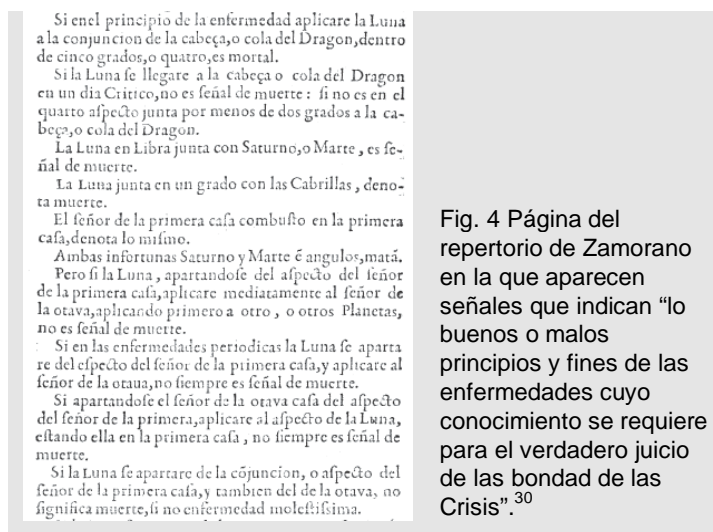 Si enel principio de la enfermedad aplicare la Luna
a la conjuncion de la cabeça,o cola del Dragon,dentro
de cinco grados,o quatro,es mortal.
Si la Luna ſe llegare a la cabeça o cola del Dragon
en un dia Critico,no es ſeñal de muerte : ſi no es en el
quarto aſpecto junta por menos de dos grados a la ca-
beça,o cola del Dragon.
La Luna en Libra junta con Saturno,o Marte , es ſe-
ñal de muerte.
La Luna junta en un grado con las Cabrillas , deno-
ta muerte.
El ſeñor de la primera caſa combuſto en la primera
caſa,denota lo miſmo.
Ambas infortunas Saturno y Marte ē angulos,matā.
Pero ſi la Luna , apartandoſe del aſpecto del ſeñor
de la primera caſa,aplicare mediatamente al ſeñor de
la otava,aplicando primero a otro , o otros Planetas,
no es ſeñal de muerte.
Si en las enfermedades periodicas la Luna ſe aparta
re del eſpecto del ſeñor de la primera caſa,y aplicare al
ſeñor de la otaua,no ſiempre es ſeñal de muerte.
Si apartandoſe el ſeñor de la otava caſa del aſpecto
del ſeñor de la primera,aplicare al aſpecto de la Luna,
eſtando ella en la primera caſa , no ſiempre es ſeñal de
muerte.
Si la Luna ſe apartare de la cōjuncion, o aſpecto del
ſeñor de la primera caſa,y tambien del de la otava, no
ſignifica muerte,ſi no enfermedad moleſtiſsima.
Fig. 4 Página del
repertorio de Zamorano
en la que aparecen
señales que indican “lo
buenos o malos
principios y fines de las
enfermedades cuyo
conocimiento se requiere
para el verdadero juicio
de las bondad de las
Crisis”.30